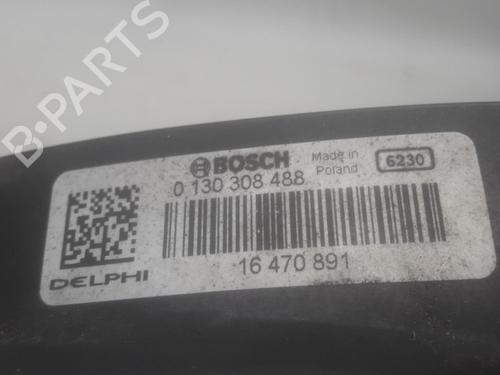 B-PARTS
BOSCH Made in Poland 6230
0 130 308 488
16 470 891
DELPHI